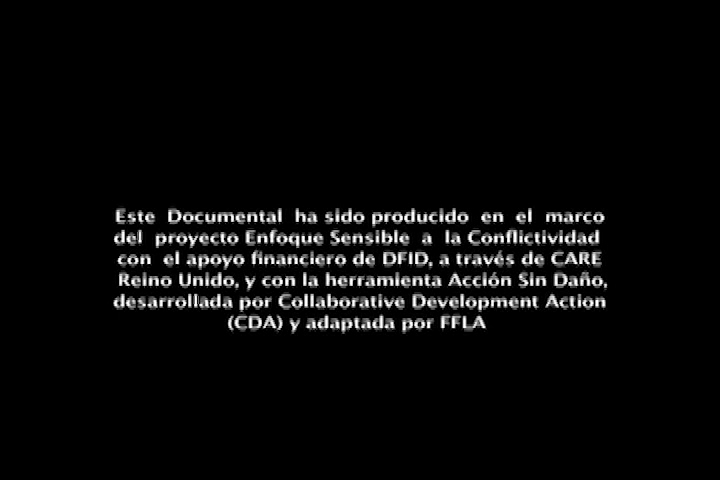 Este Documental ha sido producido en el marco
del proyecto Enfoque Sensible a la Conflictividad
con el apoyo financiero de DFID, a través de CARE
Reino Unido, y con la herramienta Acción Sin Daño,
desarrollada por Collaborative Development Action
(CDA) y adaptada por FFLA